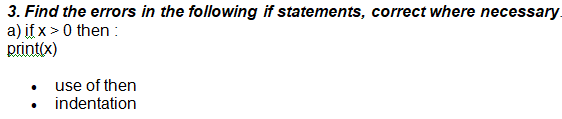 3. Find the errors in the following if statements, correct where necessary.
a) if x > 0 then :
print(x)
• use of then
• indentation